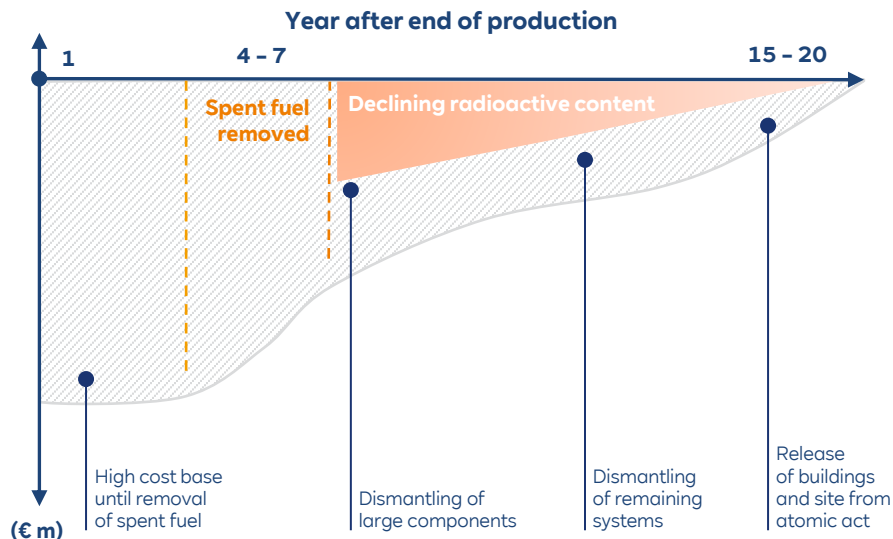 Year after end of production
1
4 – 7
15 – 20
Spent fuel
removed
Declining radioactive content
High cost base
until removal
of spent fuel
Dismantling of
large components
Dismantling
of remaining
systems
Release
of buildings
and site from
atomic act
(€ m)